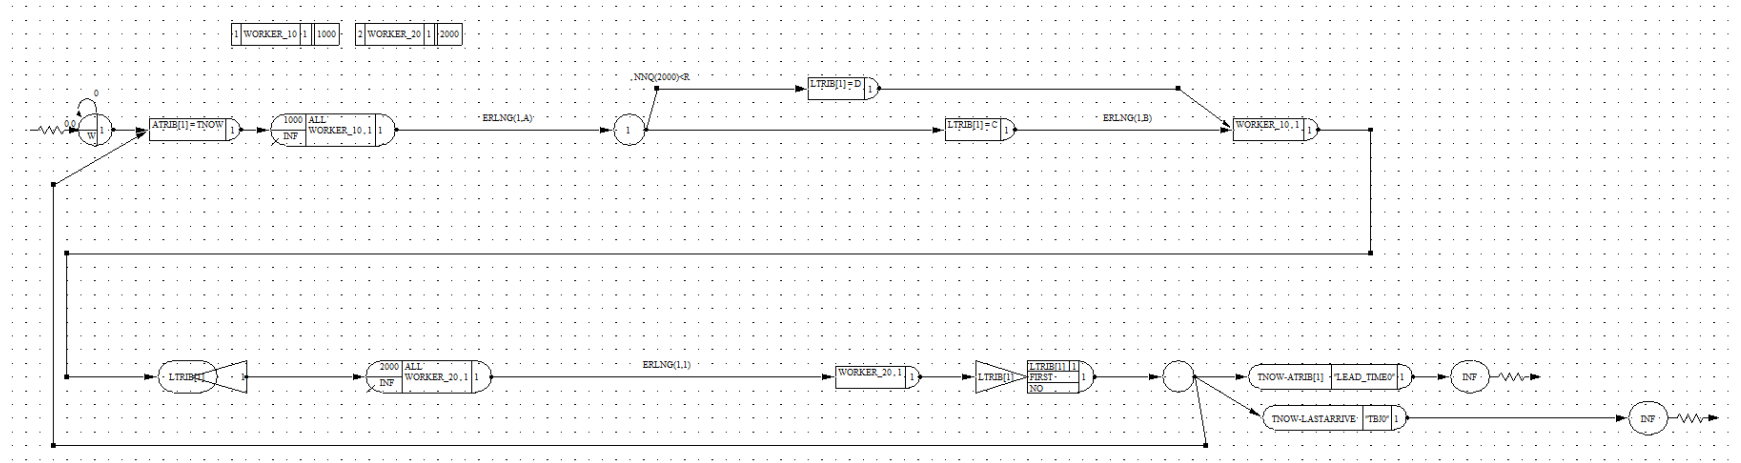 1 WORKER_10 1 1000
2 WORKER_20 1 2000
, NNQ(2000)<R
LTRIB[1] = D 1
0
0,0
W 1
ATRIB[1] = TNOW 1
1000 ALL
INF WORKER_10, 1 1
ERLNG(1,A)
1
LTRIB[1] = C 1
ERLNG(1,B)
WORKER_10, 1 1
LTRIB[1] 1
2000 ALL
INF WORKER_20, 1 1
ERLNG(1,1)
WORKER_20, 1 1
LTRIB[1]
LTRIB[1] 1
FIRST
NO
1
TNOW-ATRIB[1] "LEAD_TIME0" 1
INF
TNOW-LASTARRIVE "TBJ0" 1
INF